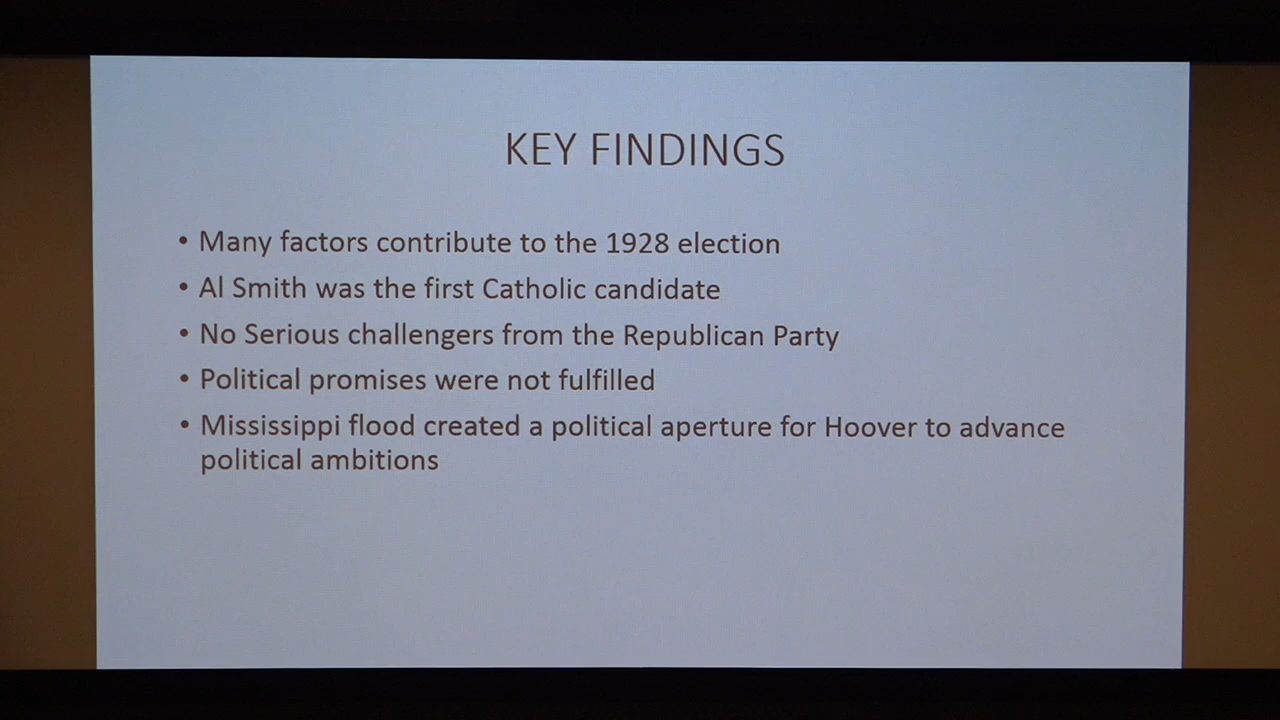 KEY FINDINGS
• Many factors contribute to the 1928 election
• Al Smith was the first Catholic candidate
• No Serious challengers from the Republican Party
• Political promises were not fulfilled
• Mississippi flood created a political aperture for Hoover to advance
political ambitions